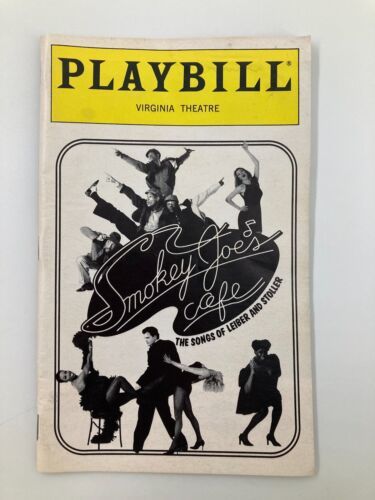 PLAYBILL®
VIRGINIA THEATRE
Smokey Joe's
cafe
THE SONGS OF LEIBER AND STOLLER